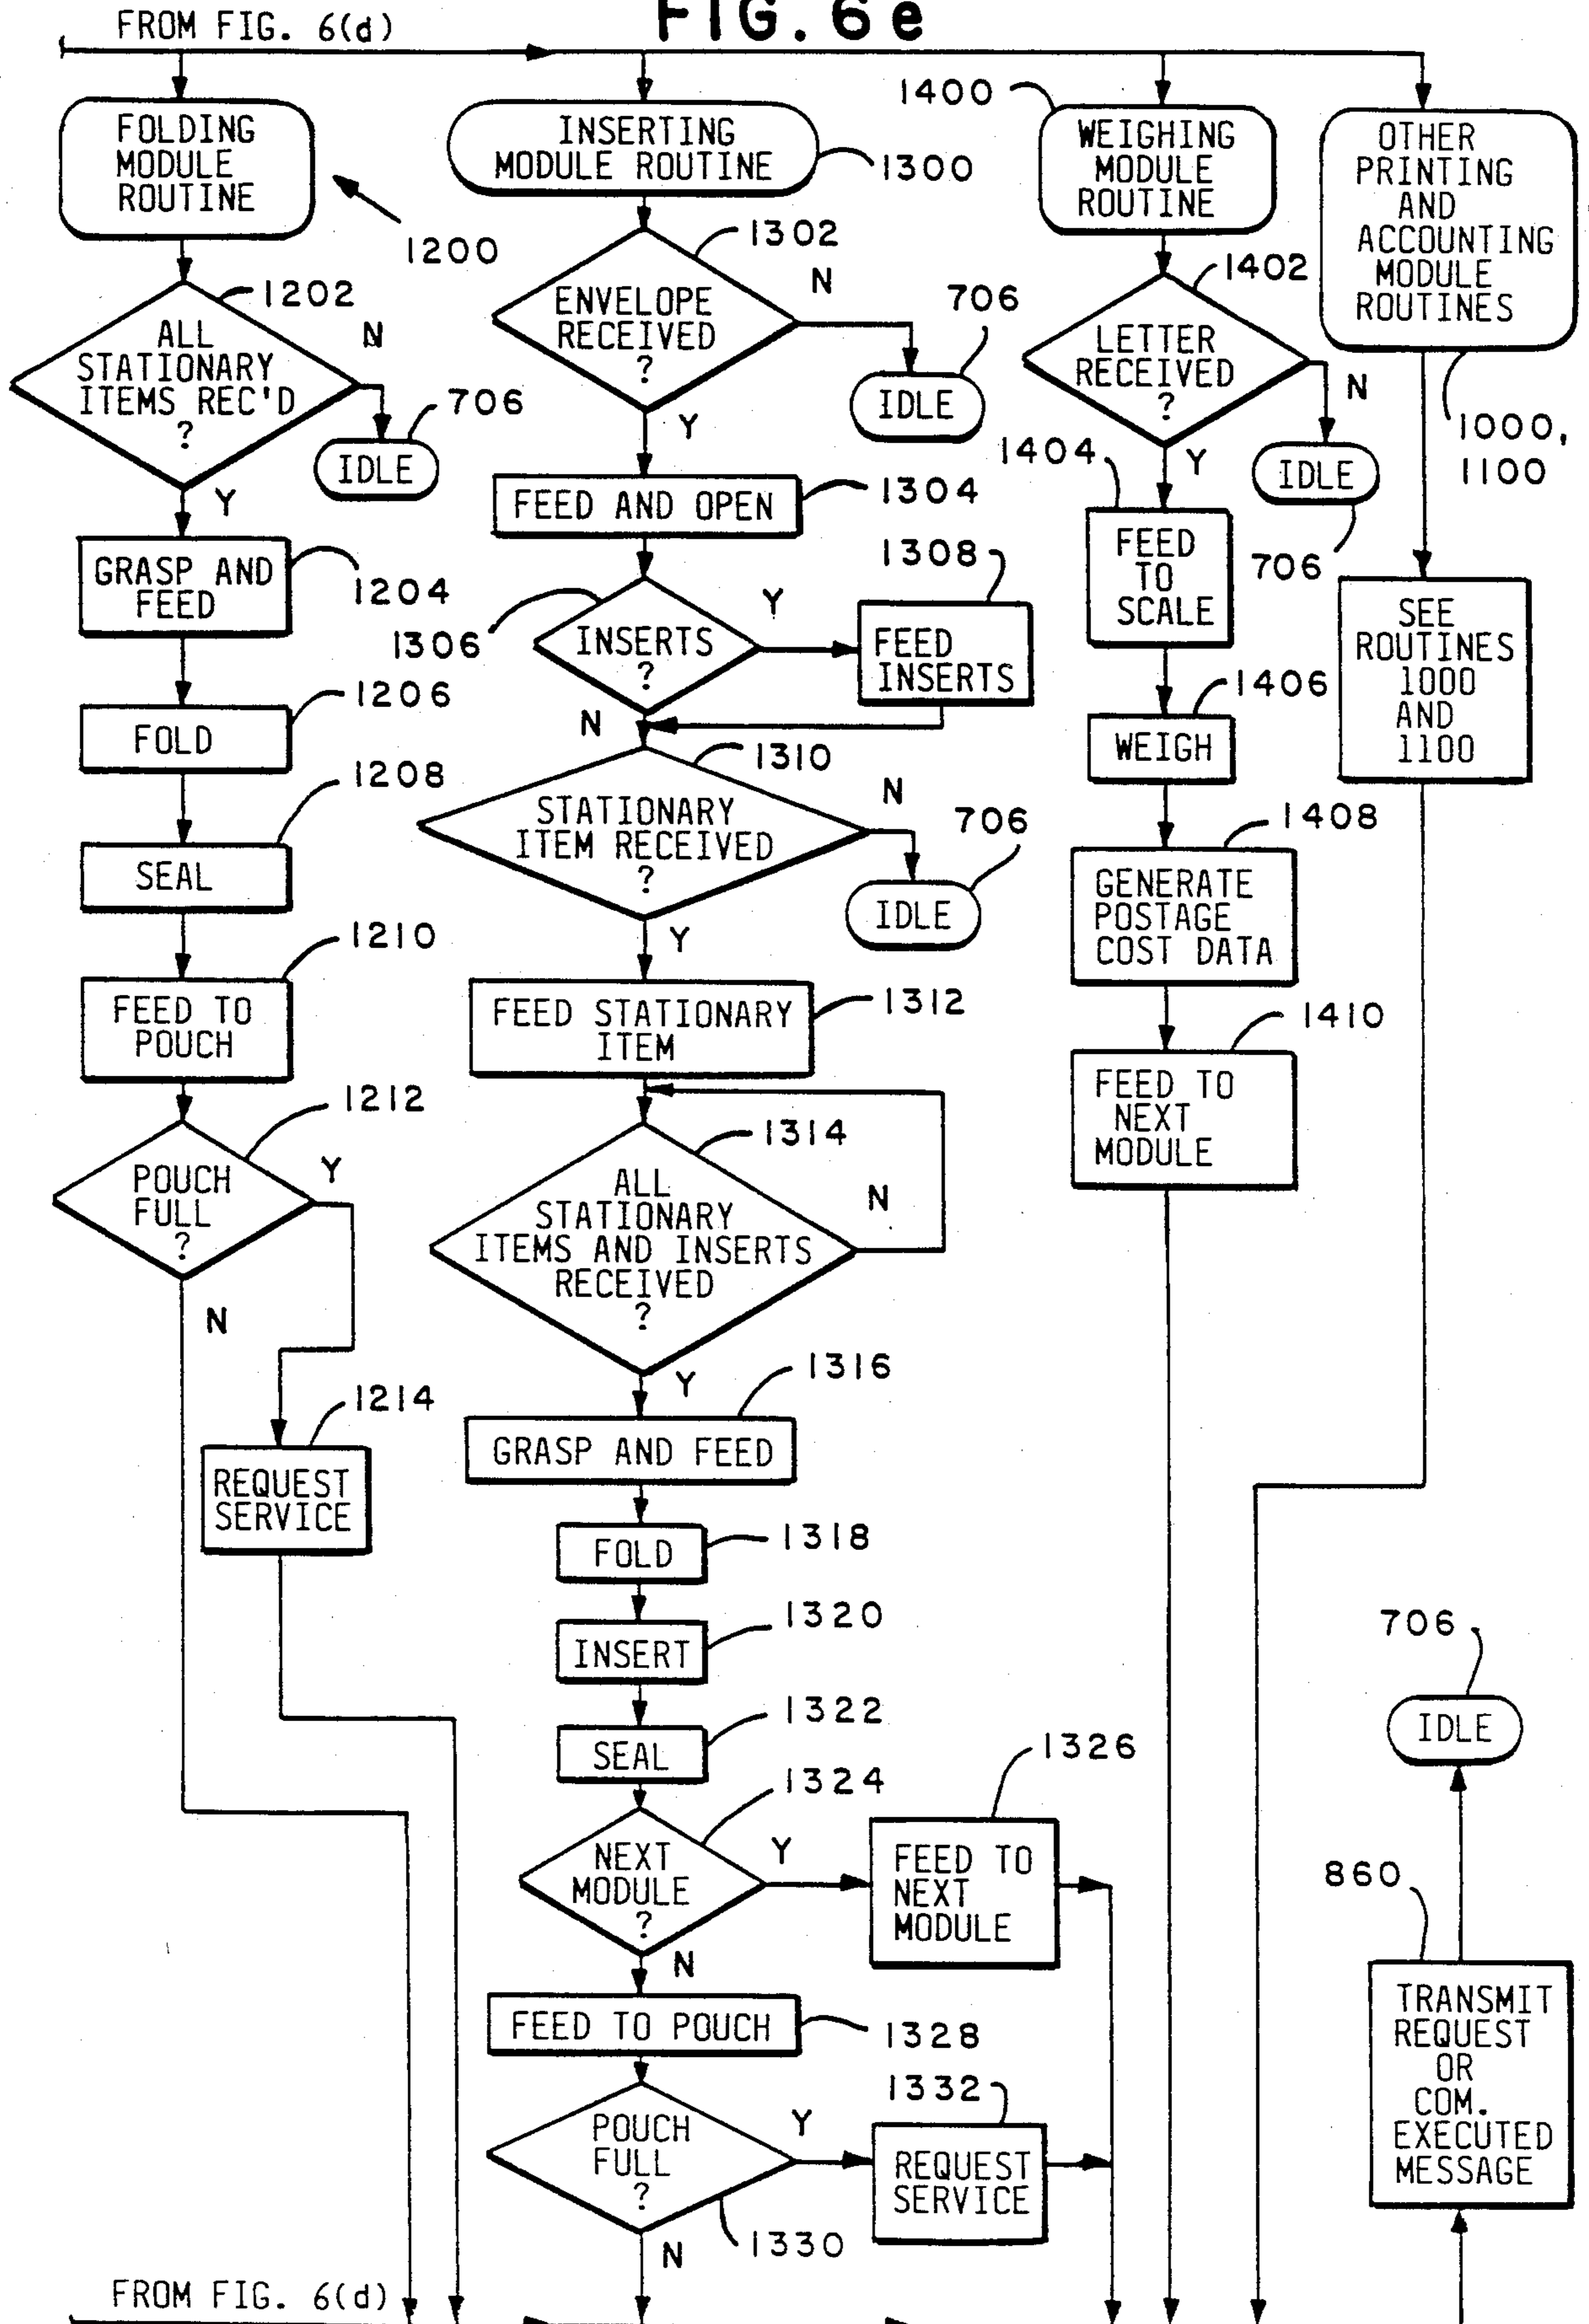 FROM FIG. 6(d)
FIG. 6e
FOLDING
MODULE
ROUTINE
1200
1202
ALL
STATIONARY
ITEMS REC'D
?
N
706
IDLE
Y
GRASP AND
FEED
1204
FOLD
1206
SEAL
1208
FEED TO
POUCH
1210
POUCH
FULL
?
1212
Y
N
REQUEST
SERVICE
1214
INSERTING
MODULE ROUTINE
1300
1302
ENVELOPE
RECEIVED
?
N
706
IDLE
Y
FEED AND OPEN
1304
1306
INSERTS
?
Y
1308
FEED
INSERTS
N
1310
STATIONARY
ITEM RECEIVED
?
N
706
IDLE
Y
FEED STATIONARY
ITEM
1312
1314
ALL
STATIONARY
ITEMS AND INSERTS
RECEIVED
?
N
Y
1316
GRASP AND FEED
FOLD
1318
INSERT
1320
SEAL
1322
1324
NEXT
MODULE
?
Y
1326
FEED TO
NEXT
MODULE
N
FEED TO POUCH
1328
POUCH
FULL
?
1330
Y
1332
REQUEST
SERVICE
N
1400
WEIGHING
MODULE
ROUTINE
1402
LETTER
RECEIVED
?
N
IDLE
706
Y
1404
FEED
TO
SCALE
1406
WEIGH
1408
GENERATE
POSTAGE
COST DATA
1410
FEED TO
NEXT
MODULE
OTHER
PRINTING
AND
ACCOUNTING
MODULE
ROUTINES
1000,
1100
SEE
ROUTINES
1000
AND
1100
706
IDLE
860
TRANSMIT
REQUEST
OR
COM.
EXECUTED
MESSAGE
FROM FIG. 6(d)